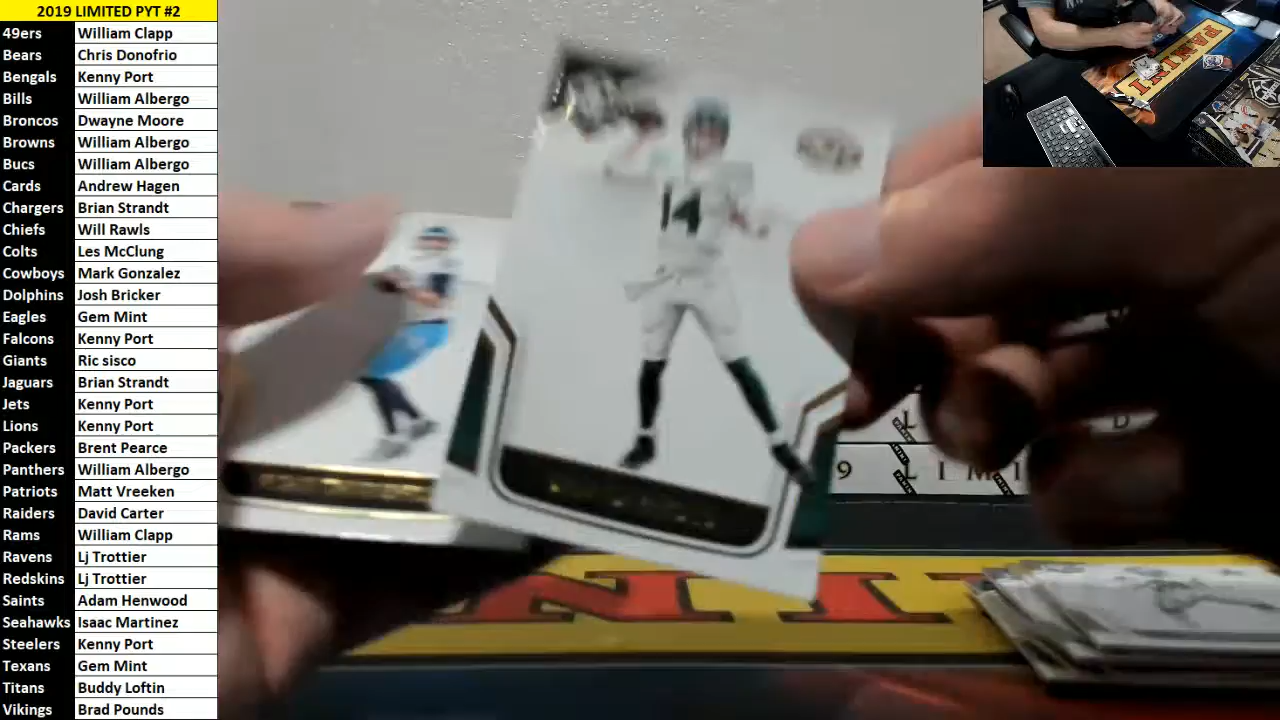 2019 LIMITED PYT #2
49ers William Clapp
Bears Chris Donofrio
Bengals Kenny Port
Bills William Albergo
Broncos Dwayne Moore
Browns William Albergo
Bucs William Albergo
Cards Andrew Hagen
Chargers Brian Strandt
Chiefs Will Rawls
Colts Les McClung
Cowboys Mark Gonzalez
Dolphins Josh Bricker
Eagles Gem Mint
Falcons Kenny Port
Giants Ric sisco
Jaguars Brian Strandt
Jets Kenny Port
Lions Kenny Port
Packers Brent Pearce
Panthers William Albergo
Patriots Matt Vreeken
Raiders David Carter
Rams William Clapp
Ravens Lj Trottier
Redskins Lj Trottier
Saints Adam Henwood
Seahawks Isaac Martinez
Steelers Kenny Port
Texans Gem Mint
Titans Buddy Loftin
Vikings Brad Pounds
PANINI
14
L D
9 LIMI
NINI